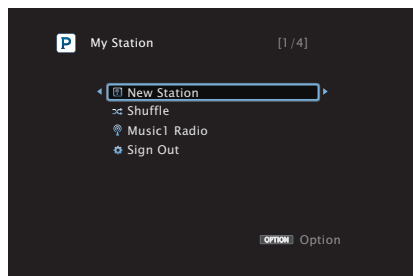 P My Station [1/4]
New Station
Shuffle
Music1 Radio
Sign Out
OPTION Option